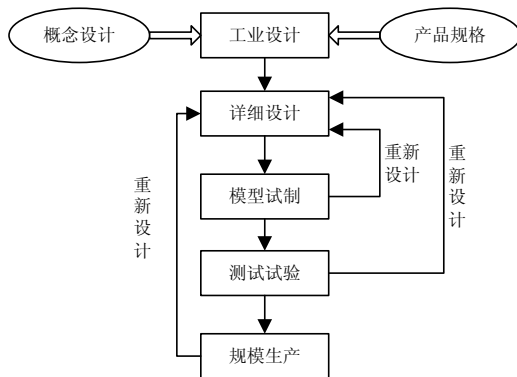 概念设计
工业设计
产品规格
详细设计
重新
设计
重
新
设
计
模型试制
重
新
设
计
测试试验
规模生产